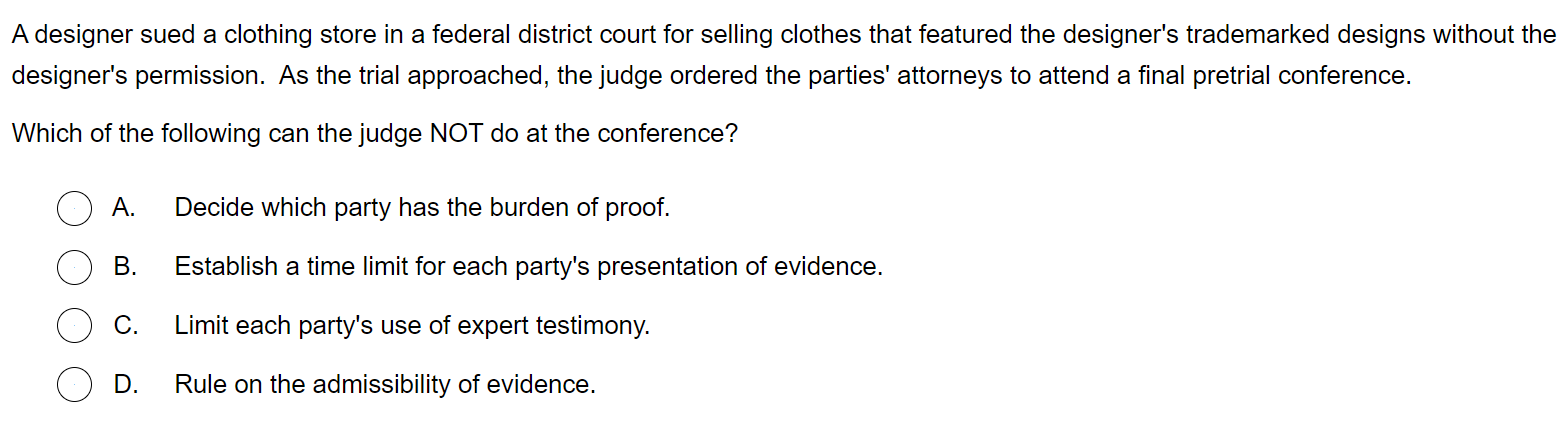 A designer sued a clothing store in a federal district court for selling clothes that featured the designer's trademarked designs without the
designer's permission.  As the trial approached, the judge ordered the parties' attorneys to attend a final pretrial conference.
Which of the following can the judge NOT do at the conference?
A. Decide which party has the burden of proof.
B. Establish a time limit for each party's presentation of evidence.
C. Limit each party's use of expert testimony.
D. Rule on the admissibility of evidence.